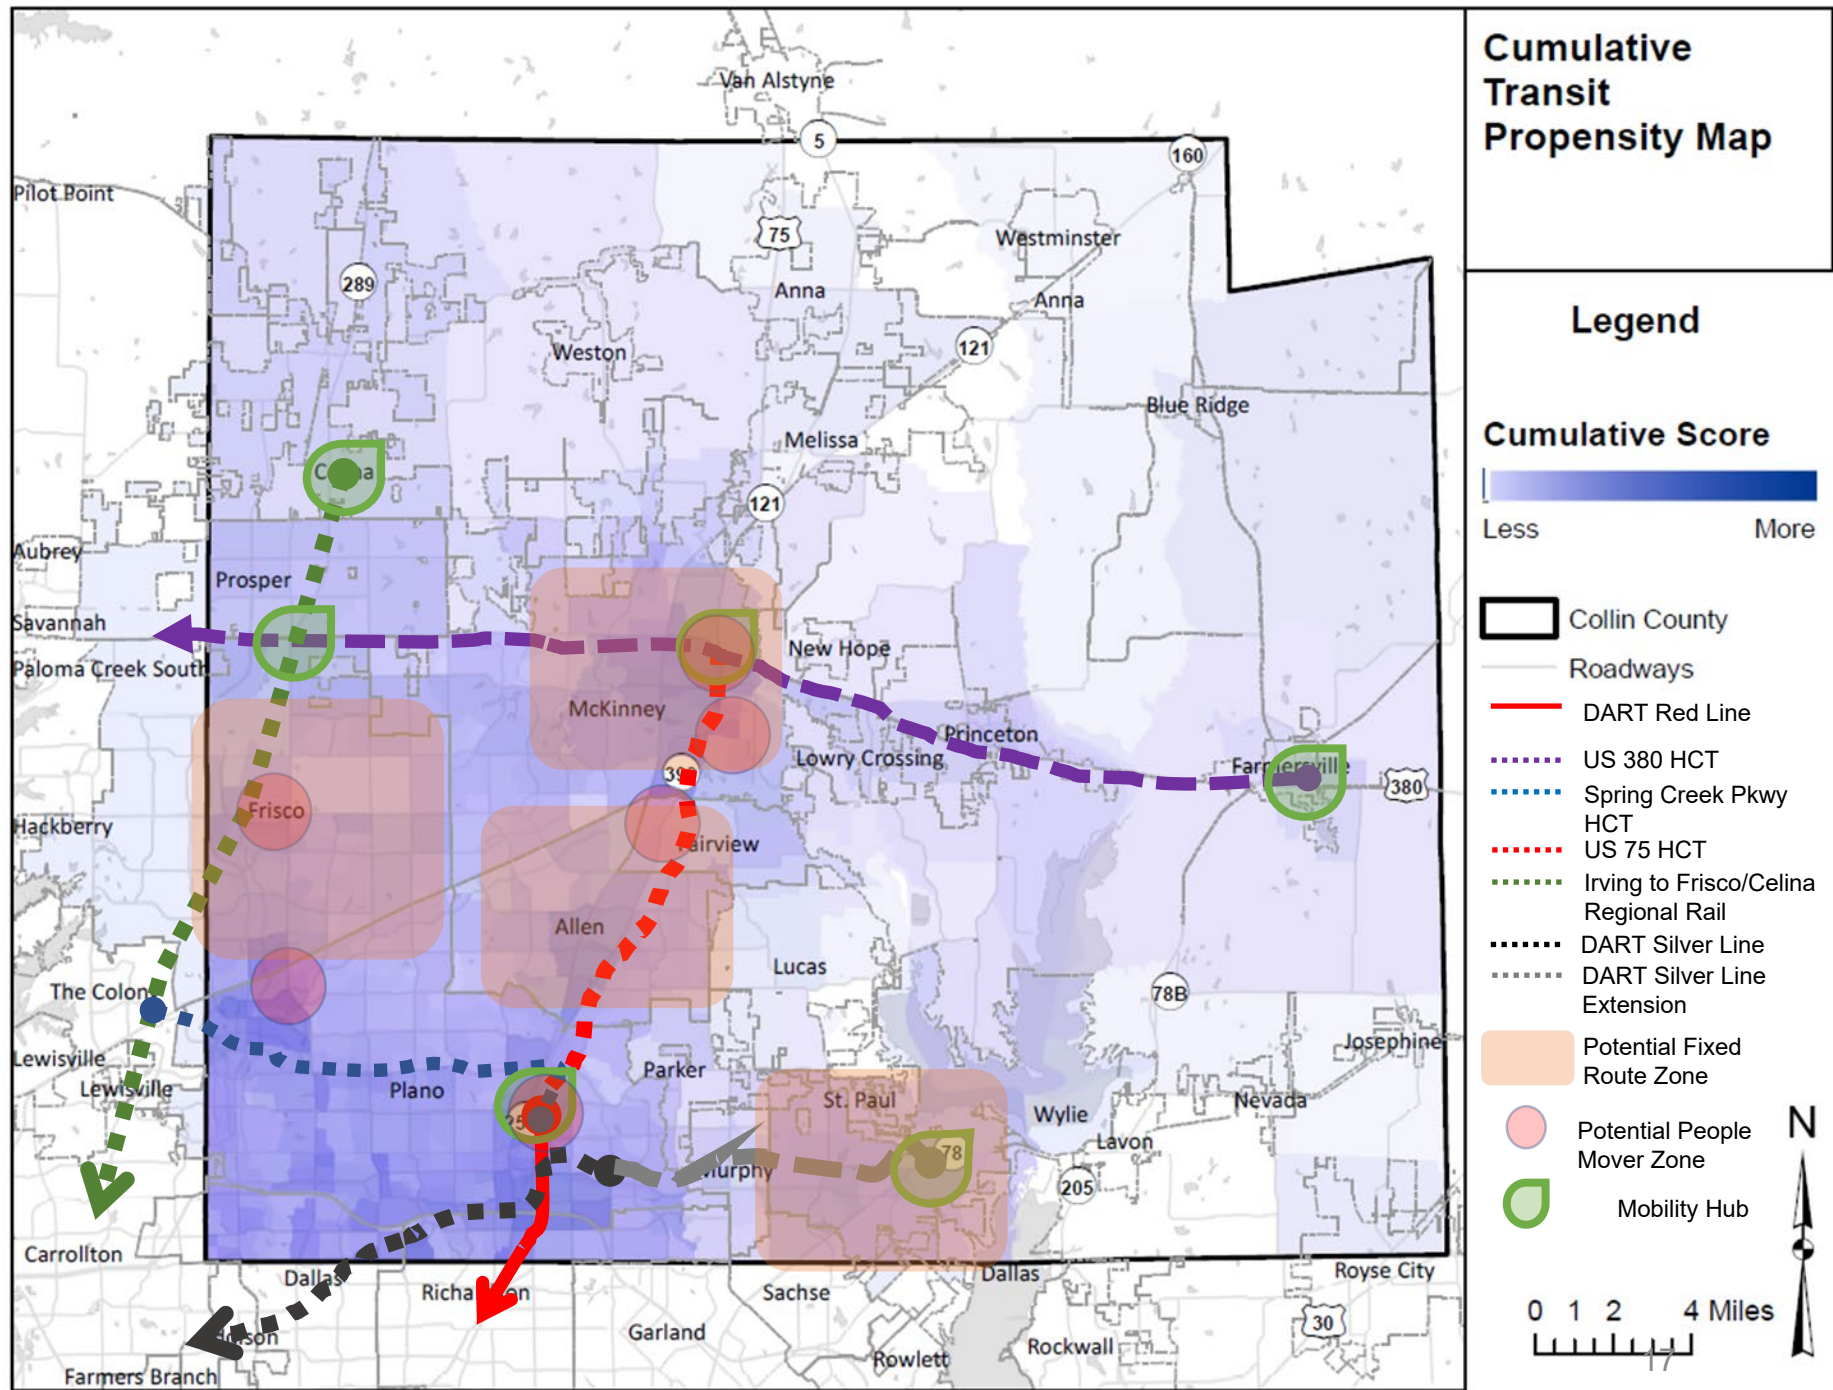 Cumulative
Transit
Propensity Map
Legend
Cumulative Score
Less
More
Collin County
Roadways
DART Red Line
US 380 HCT
Spring Creek Pkwy
HCT
US 75 HCT
Irving to Frisco/Celina
Regional Rail
DART Silver Line
DART Silver Line
Extension
Potential Fixed
Route Zone
Potential People
Mover Zone
Mobility Hub
N
0 1 2 4 Miles
17
Van Alstyne
5
160
Pilot Point
75
Westminster
289
Anna
Anna
121
Weston
Blue Ridge
Melissa
121
Aubrey
Prosper
Savannah
New Hope
Paloma Creek South
McKinney
Princeton
Lowry Crossing
Farmersville
380
Frisco
Hackberry
Fairview
Allen
Lucas
The Colony
78B
Josephine
Lewisville
Lewisville
Plano
Parker
St. Paul
Wylie
Nevada
Lavon
78
Murphy
205
Carrollton
Dallas
Dallas
Royse City
Sachse
Garland
30
Rockwall
Rowlett
Farmers Branch